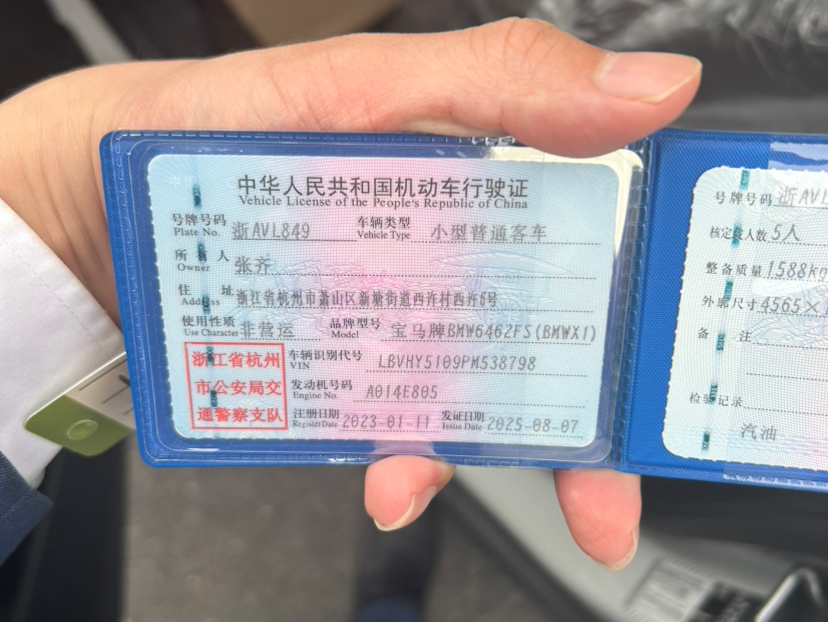 中华人民共和国机动车行驶证
Vehicle License of the People's Republic of China
号牌号码 浙AVL849 车辆类型 小型普通客车
Plate No. Vehicle Type
所有人 张齐
Owner
住址 浙江省杭州市萧山区新塘街道西许村西许6号
Address
使用性质 非营运 品牌型号 宝马牌BMW6462FS(BMWX1)
Use Character Model
浙江省杭州
市公安局交
通警察支队
车辆识别代号 LBVHY5109PM538798
VIN
发动机号码 A014E805
Engine No.
注册日期 2023-01-11 发证日期 2025-08-07
Register Date Issue Date
号牌号码 浙AVL
核定载人数 5人
整备质量 1588kg
外廓尺寸 4565×
备注
检验记录
汽油